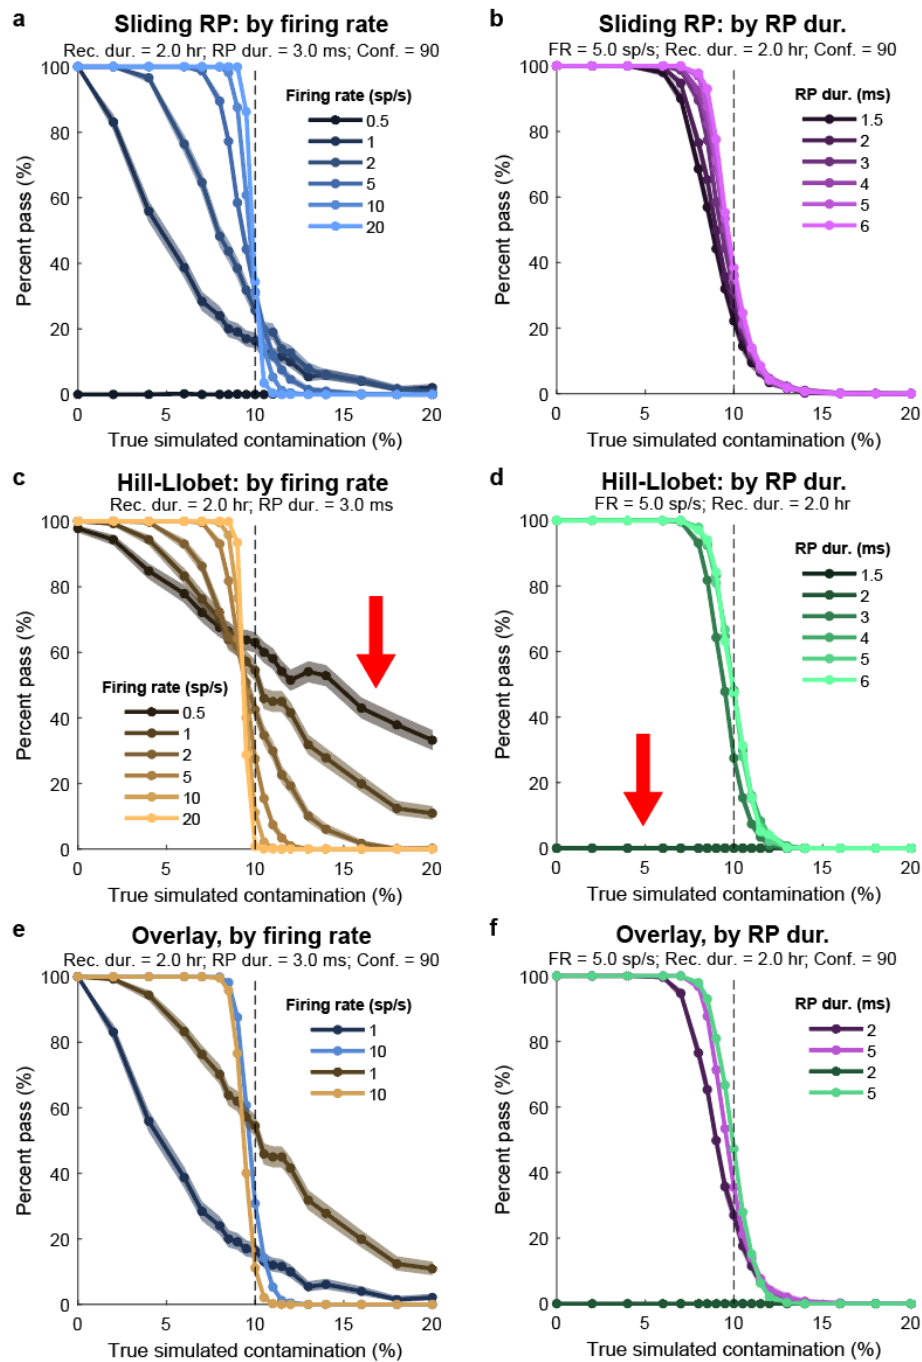 a
Sliding RP: by firing rate
Rec. dur. = 2.0 hr; RP dur. = 3.0 ms; Conf. = 90
Percent pass (%)
100
80
60
40
20
0
Firing rate (sp/s)
0.5
1
2
5
10
20
0 5 10 15 20
True simulated contamination (%)
b
Sliding RP: by RP dur.
FR = 5.0 sp/s; Rec. dur. = 2.0 hr; Conf. = 90
Percent pass (%)
100
80
60
40
20
0
RP dur. (ms)
1.5
2
3
4
5
6
0 5 10 15 20
True simulated contamination (%)
c
Hill-Llobet: by firing rate
Rec. dur. = 2.0 hr; RP dur. = 3.0 ms
Percent pass (%)
100
80
60
40
20
0
Firing rate (sp/s)
0.5
1
2
5
10
20
0 5 10 15 20
True simulated contamination (%)
d
Hill-Llobet: by RP dur.
FR = 5.0 sp/s; Rec. dur. = 2.0 hr
Percent pass (%)
100
80
60
40
20
0
RP dur. (ms)
1.5
2
3
4
5
6
0 5 10 15 20
True simulated contamination (%)
e
Overlay, by firing rate
Rec. dur. = 2.0 hr; RP dur. = 3.0 ms; Conf. = 90
Percent pass (%)
100
80
60
40
20
0
Firing rate (sp/s)
1
10
1
10
0 5 10 15 20
True simulated contamination (%)
f
Overlay, by RP dur.
FR = 5.0 sp/s; Rec. dur. = 2.0 hr; Conf. = 90
Percent pass (%)
100
80
60
40
20
0
RP dur. (ms)
2
5
2
5
0 5 10 15 20
True simulated contamination (%)